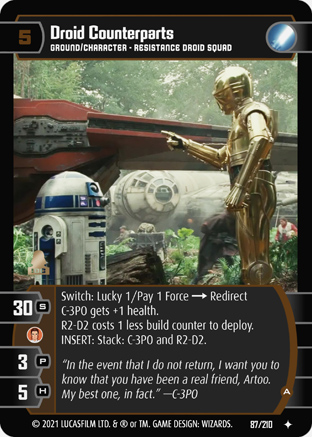 5
Droid Counterparts
GROUND/CHARACTER - RESISTANCE DROID SQUAD
30 S
Switch: Lucky 1/Pay 1 Force → Redirect
C-3PO gets +1 health.
R2-D2 costs 1 less build counter to deploy.
INSERT: Stack: C-3PO and R2-D2.
3 P
5 H
“In the event that I do not return, I want you to
know that you have been a real friend, Artoo.
My best one, in fact.” —C-3PO
A
© 2021 LUCASFILM LTD. & ® or TM. GAME DESIGN: WIZARDS.
87/210